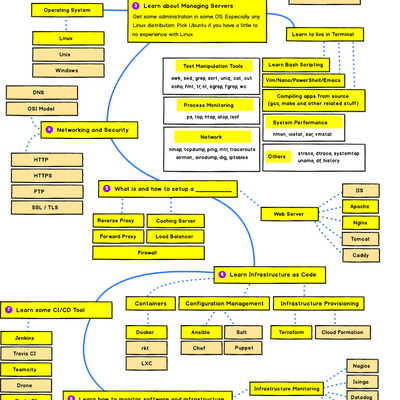 Operating System
Linux
Unix
Windows
3 Learn about Managing Servers
Get some administration in some OS. Especially any
Linux distribution. Pick Ubuntu if you have a little to
no experience with Linux.
Learn to live in Terminal
DNS
OSI Model
4 Networking and Security
HTTP
HTTPS
FTP
SSL / TLS
Text Manipulation Tools
awk, sed, grep, sort, uniq, cat, cut
echo, fmt, tr, nl, egrep, fgrep, wc
Process Monitoring
ps, top, htop, atop, lsof
Network
nmap, tcpdump, ping, mtr, traceroute
airmon, airodump, dig, iptables
Learn Bash Scripting
Vim/Nano/PowerShell/Emacs
Compiling apps from source
(gcc, make and other related stuff)
System Performance
nmon, iostat, sar, vmstat
Others
strace, dtrace, systemtap
uname, df, history
5 What is and how to setup a ___________
Reverse Proxy
Caching Server
Forward Proxy
Load Balancer
Firewall
Web Server
IIS
Apache
Nginx
Tomcat
Caddy
6 Learn Infrastructure as Code
Containers
Configuration Management
Infrastructure Provisioning
Docker
rkt
LXC
Ansible
Salt
Chef
Puppet
Terraform
Cloud Formation
7 Learn some CI/CD Tool
Jenkins
Travis CI
Teamcity
Drone
Learn how to monitor software and infrastructure
Infrastructure Monitoring
Nagios
Icinga
Datadog